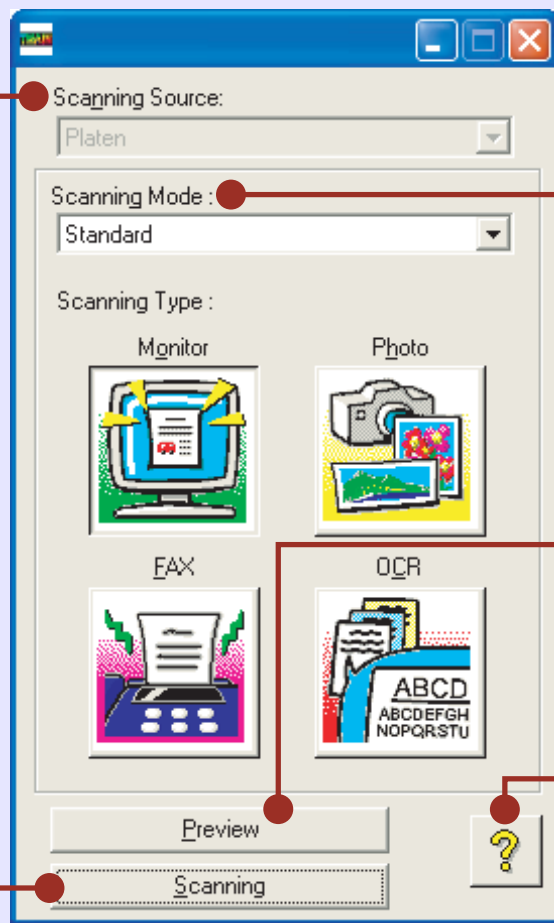 Scanning Source:
Platen
Scanning Mode :
Standard
Scanning Type :
Monitor Photo
FAX OCR
ABCD
ABCDEFGH
NOPQRSTU
Preview
?
Scanning